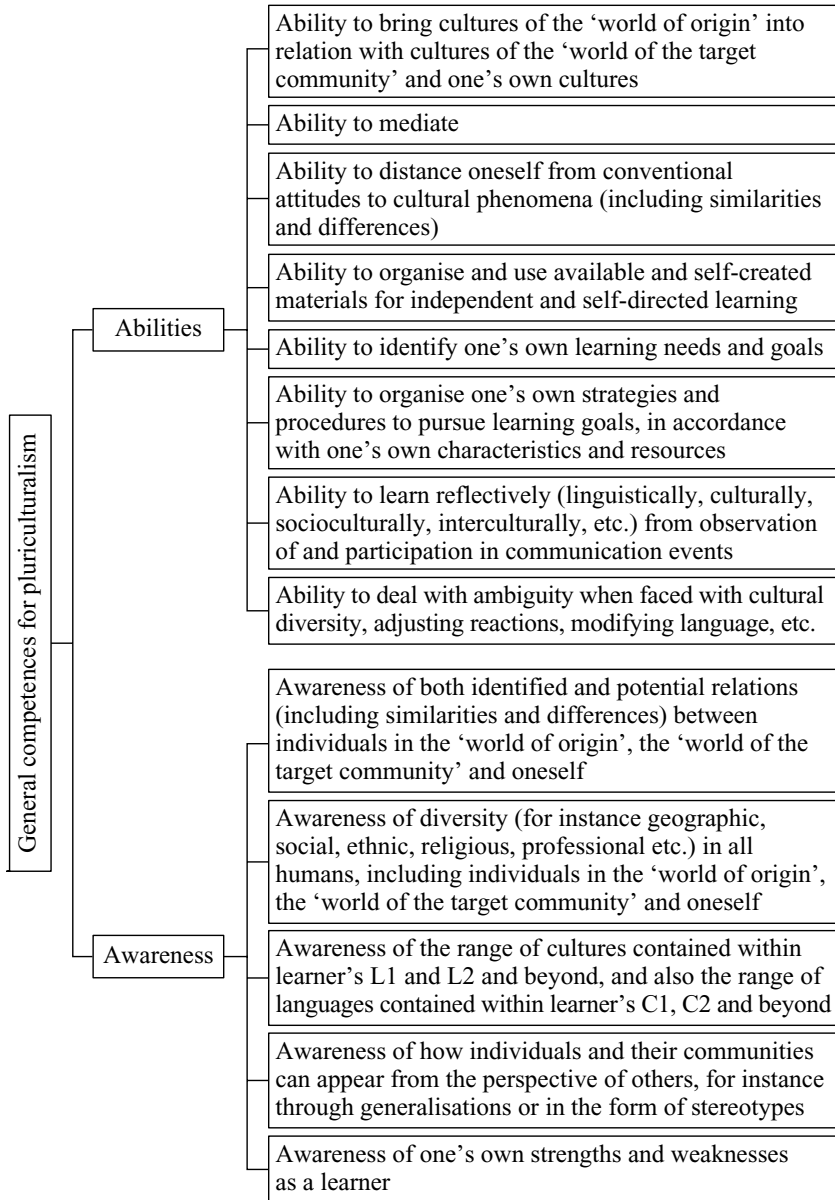 General competences for pluriculturalism
Abilities
Ability to bring cultures of the ‘world of origin’ into
relation with cultures of the ‘world of the target
community’ and one’s own cultures
Ability to mediate
Ability to distance oneself from conventional
attitudes to cultural phenomena (including similarities
and differences)
Ability to organise and use available and self-created
materials for independent and self-directed learning
Ability to identify one’s own learning needs and goals
Ability to organise one’s own strategies and
procedures to pursue learning goals, in accordance
with one’s own characteristics and resources
Ability to learn reflectively (linguistically, culturally,
socioculturally, interculturally, etc.) from observation
of and participation in communication events
Ability to deal with ambiguity when faced with cultural
diversity, adjusting reactions, modifying language, etc.
Awareness
Awareness of both identified and potential relations
(including similarities and differences) between
individuals in the ‘world of origin’, the ‘world of the
target community’ and oneself
Awareness of diversity (for instance geographic,
social, ethnic, religious, professional etc.) in all
humans, including individuals in the ‘world of origin’,
the ‘world of the target community’ and oneself
Awareness of the range of cultures contained within
learner’s L1 and L2 and beyond, and also the range of
languages contained within learner’s C1, C2 and beyond
Awareness of how individuals and their communities
can appear from the perspective of others, for instance
through generalisations or in the form of stereotypes
Awareness of one’s own strengths and weaknesses
as a learner